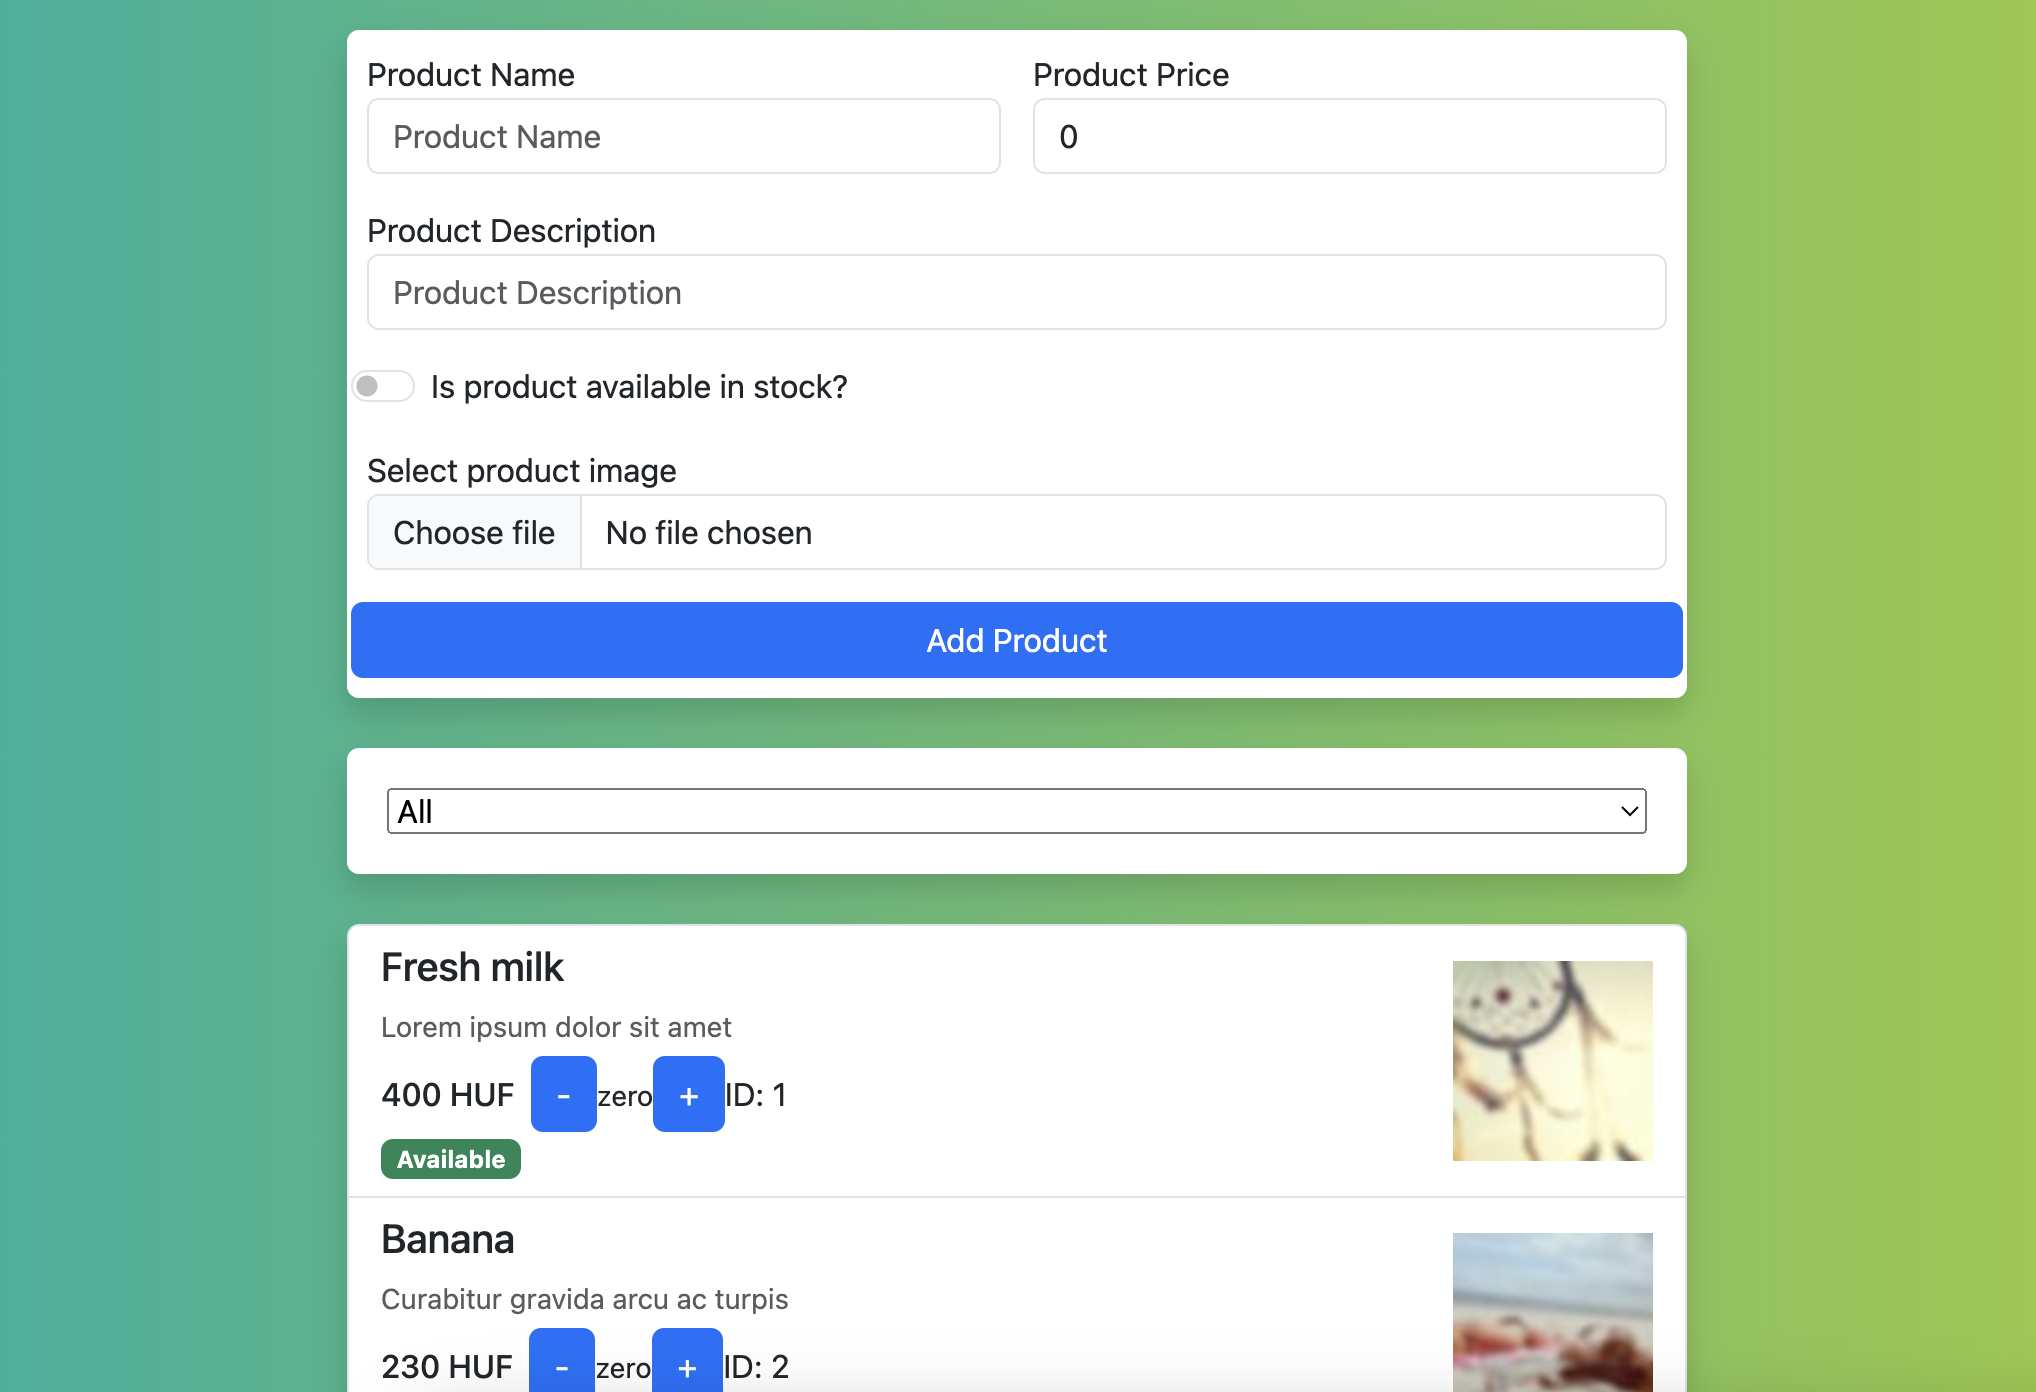 Product Name Product Price
Product Name 0
Product Description
Product Description
Is product available in stock?
Select product image
Choose file No file chosen
Add Product
All
Fresh milk
Lorem ipsum dolor sit amet
400 HUF - zero + ID: 1
Available
Banana
Curabitur gravida arcu ac turpis
230 HUF - zero + ID: 2